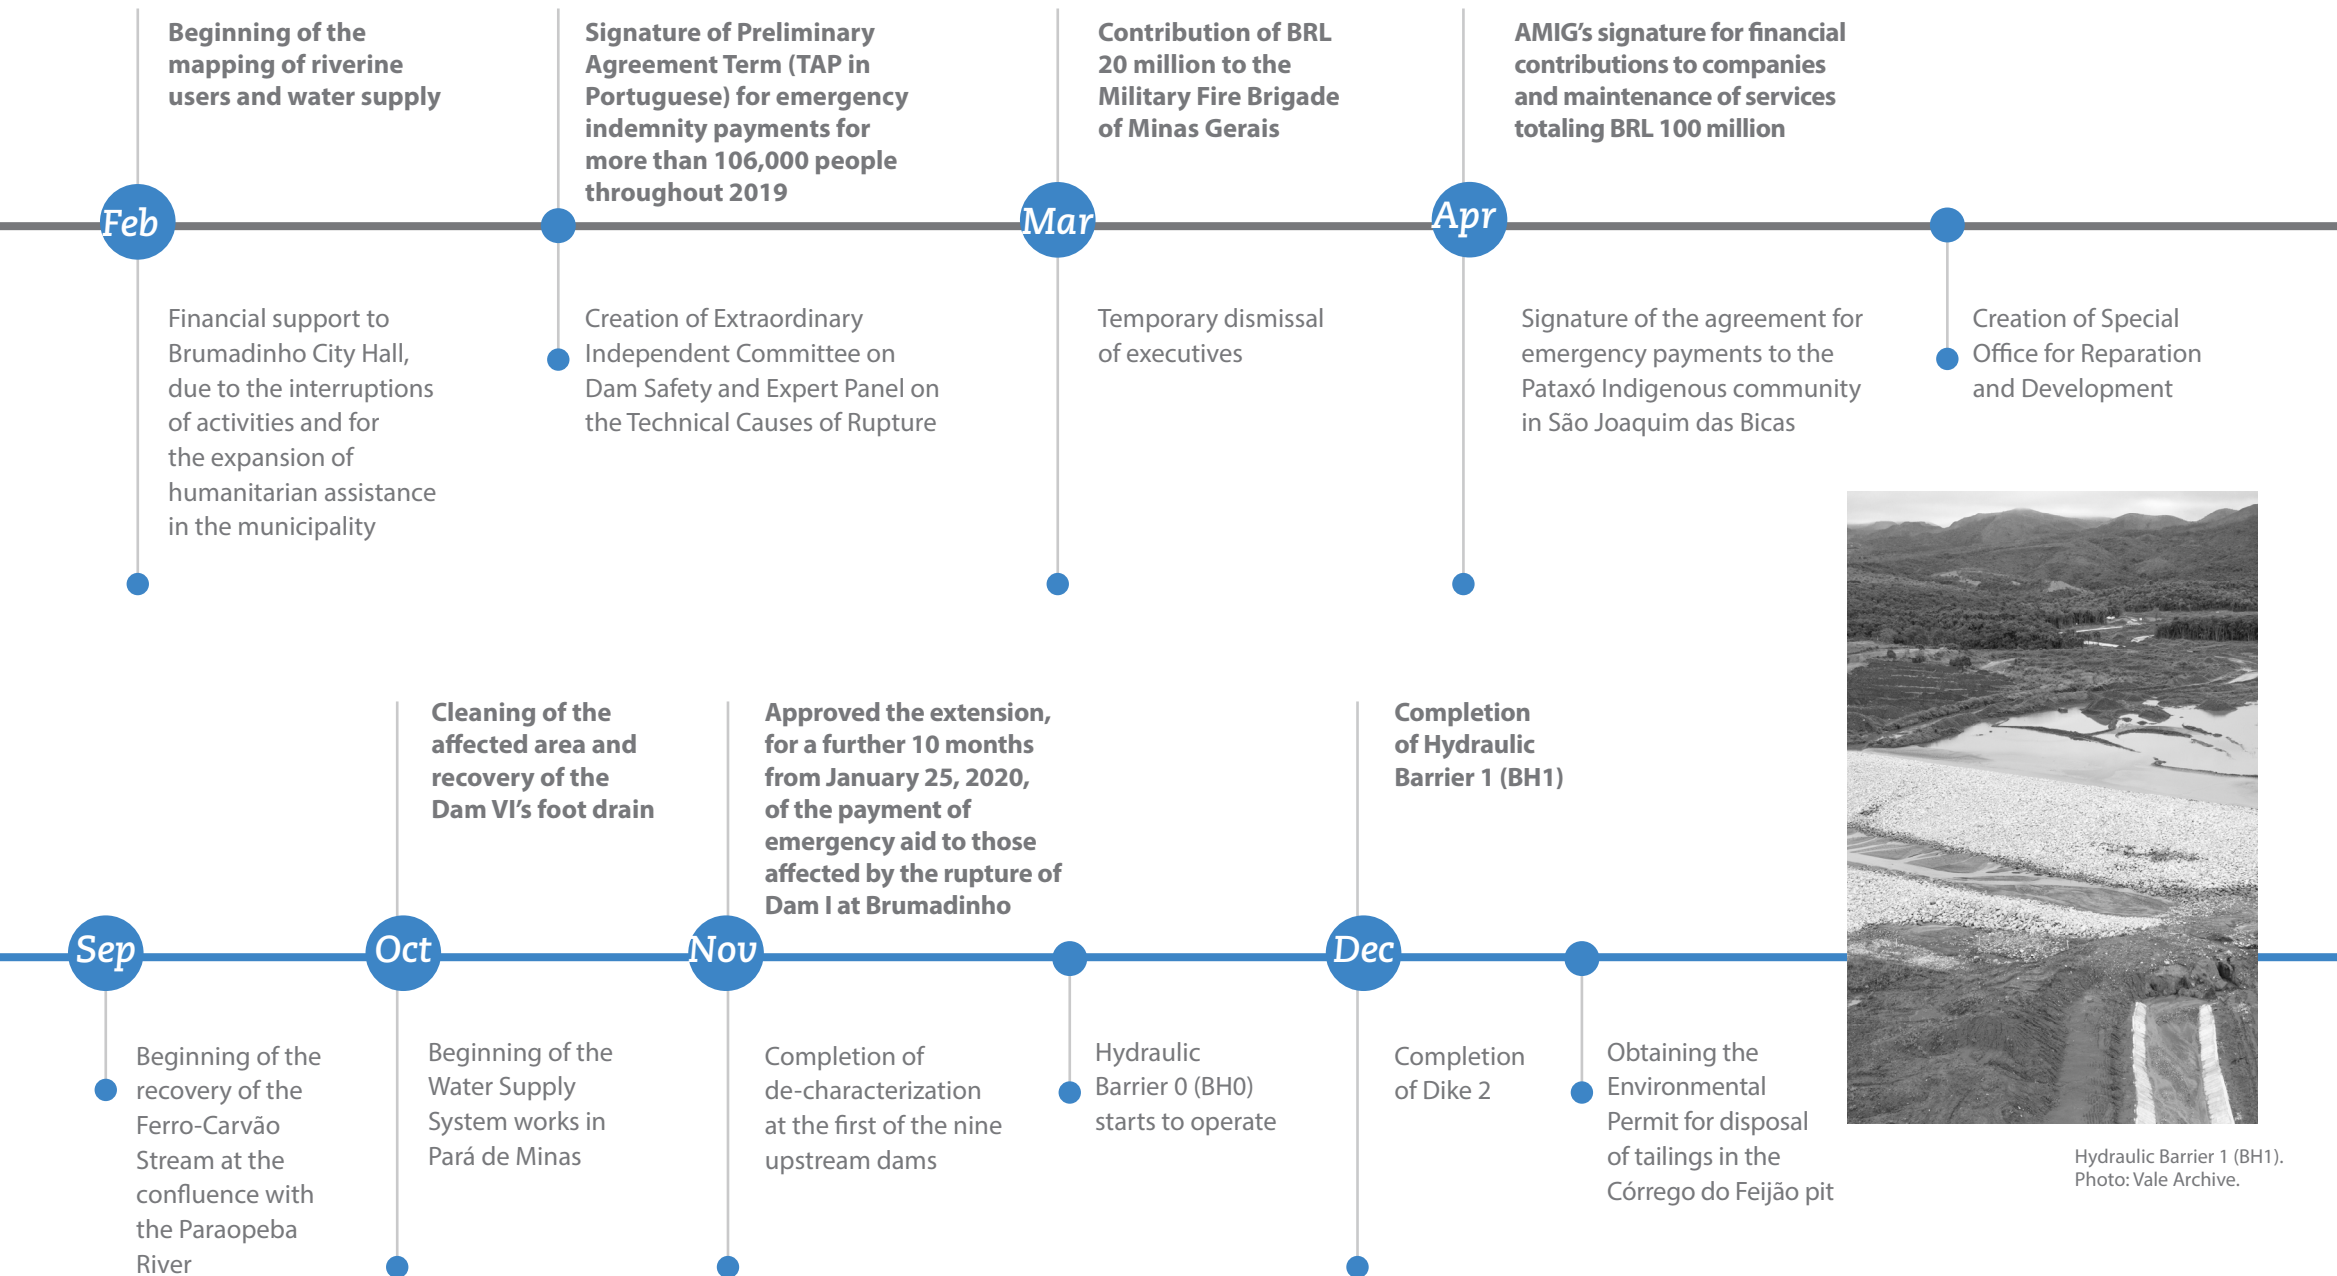 Beginning of the
mapping of riverine
users and water supply
Signature of Preliminary
Agreement Term (TAP in
Portuguese) for emergency
indemnity payments for
more than 106,000 people
throughout 2019
Contribution of BRL
20 million to the
Military Fire Brigade
of Minas Gerais
AMIG’s signature for financial
contributions to companies
and maintenance of services
totaling BRL 100 million
Feb
Mar
Apr
Financial support to
Brumadinho City Hall,
due to the interruptions
of activities and for
the expansion of
humanitarian assistance
in the municipality
Creation of Extraordinary
Independent Committee on
Dam Safety and Expert Panel on
the Technical Causes of Rupture
Temporary dismissal
of executives
Signature of the agreement for
emergency payments to the
Pataxó Indigenous community
in São Joaquim das Bicas
Creation of Special
Office for Reparation
and Development
Cleaning of the
affected area and
recovery of the
Dam VI’s foot drain
Approved the extension,
for a further 10 months
from January 25, 2020,
of the payment of
emergency aid to those
affected by the rupture of
Dam I at Brumadinho
Completion
of Hydraulic
Barrier 1 (BH1)
Sep
Oct
Nov
Dec
Beginning of the
recovery of the
Ferro-Carvão
Stream at the
confluence with
the Paraopeba
River
Beginning of the
Water Supply
System works in
Pará de Minas
Completion of
de-characterization
at the first of the nine
upstream dams
Hydraulic
Barrier 0 (BH0)
starts to operate
Completion
of Dike 2
Obtaining the
Environmental
Permit for disposal
of tailings in the
Córrego do Feijão pit
Hydraulic Barrier 1 (BH1).
Photo: Vale Archive.